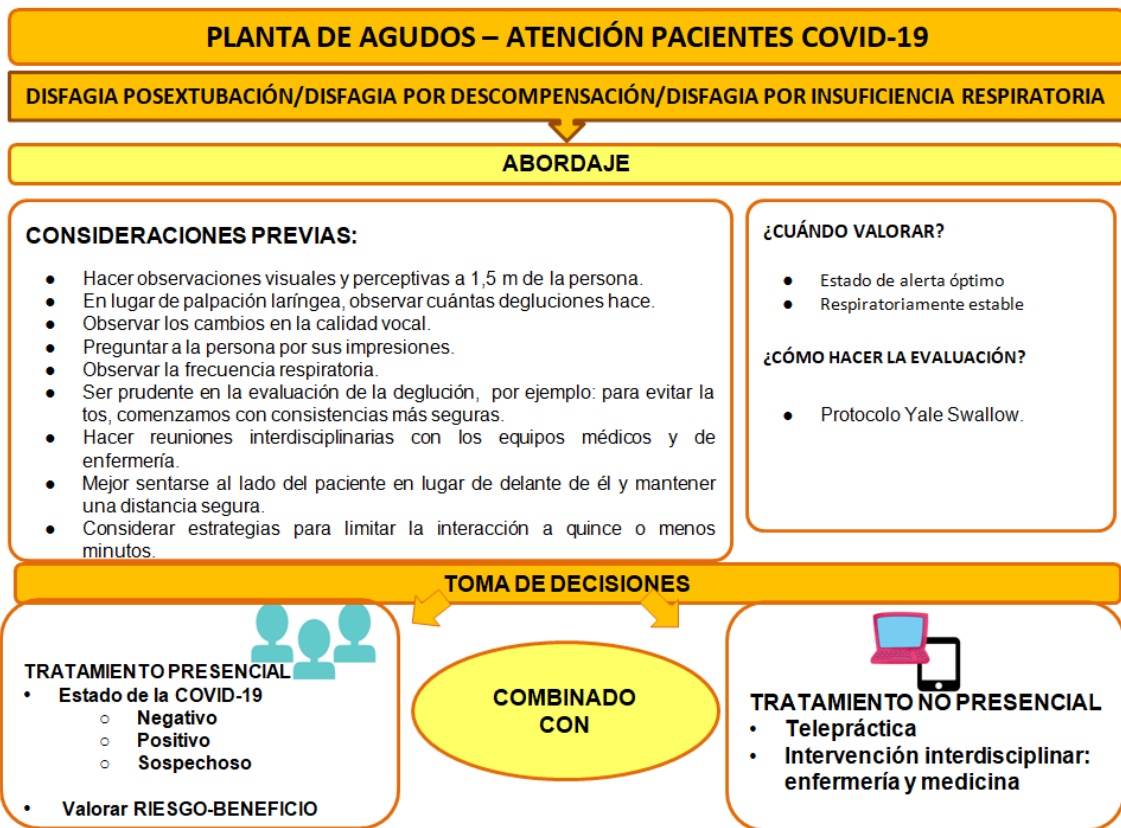 PLANTA DE AGUDOS – ATENCIÓN PACIENTES COVID-19
DISFAGIA POSEXTUBACIÓN/DISFAGIA POR DESCOMPENSACIÓN/DISFAGIA POR INSUFICIENCIA RESPIRATORIA
ABORDAJE
CONSIDERACIONES PREVIAS:
● Hacer observaciones visuales y perceptivas a 1,5 m de la persona.
● En lugar de palpación laríngea, observar cuántas degluciones hace.
● Observar los cambios en la calidad vocal.
● Preguntar a la persona por sus impresiones.
● Observar la frecuencia respiratoria.
● Ser prudente en la evaluación de la deglución, por ejemplo: para evitar la
tos, comenzamos con consistencias más seguras.
● Hacer reuniones interdisciplinarias con los equipos médicos y de
enfermería.
● Mejor sentarse al lado del paciente en lugar de delante de él y mantener
una distancia segura.
● Considerar estrategias para limitar la interacción a quince o menos
minutos.
¿CUÁNDO VALORAR?
● Estado de alerta óptimo
● Respiratoriamente estable
¿CÓMO HACER LA EVALUACIÓN?
● Protocolo Yale Swallow.
TOMA DE DECISIONES
TRATAMIENTO PRESENCIAL
• Estado de la COVID-19
○ Negativo
○ Positivo
○ Sospechoso
• Valorar RIESGO-BENEFICIO
COMBINADO
CON
TRATAMIENTO NO PRESENCIAL
• Telepráctica
• Intervención interdisciplinar:
enfermería y medicina